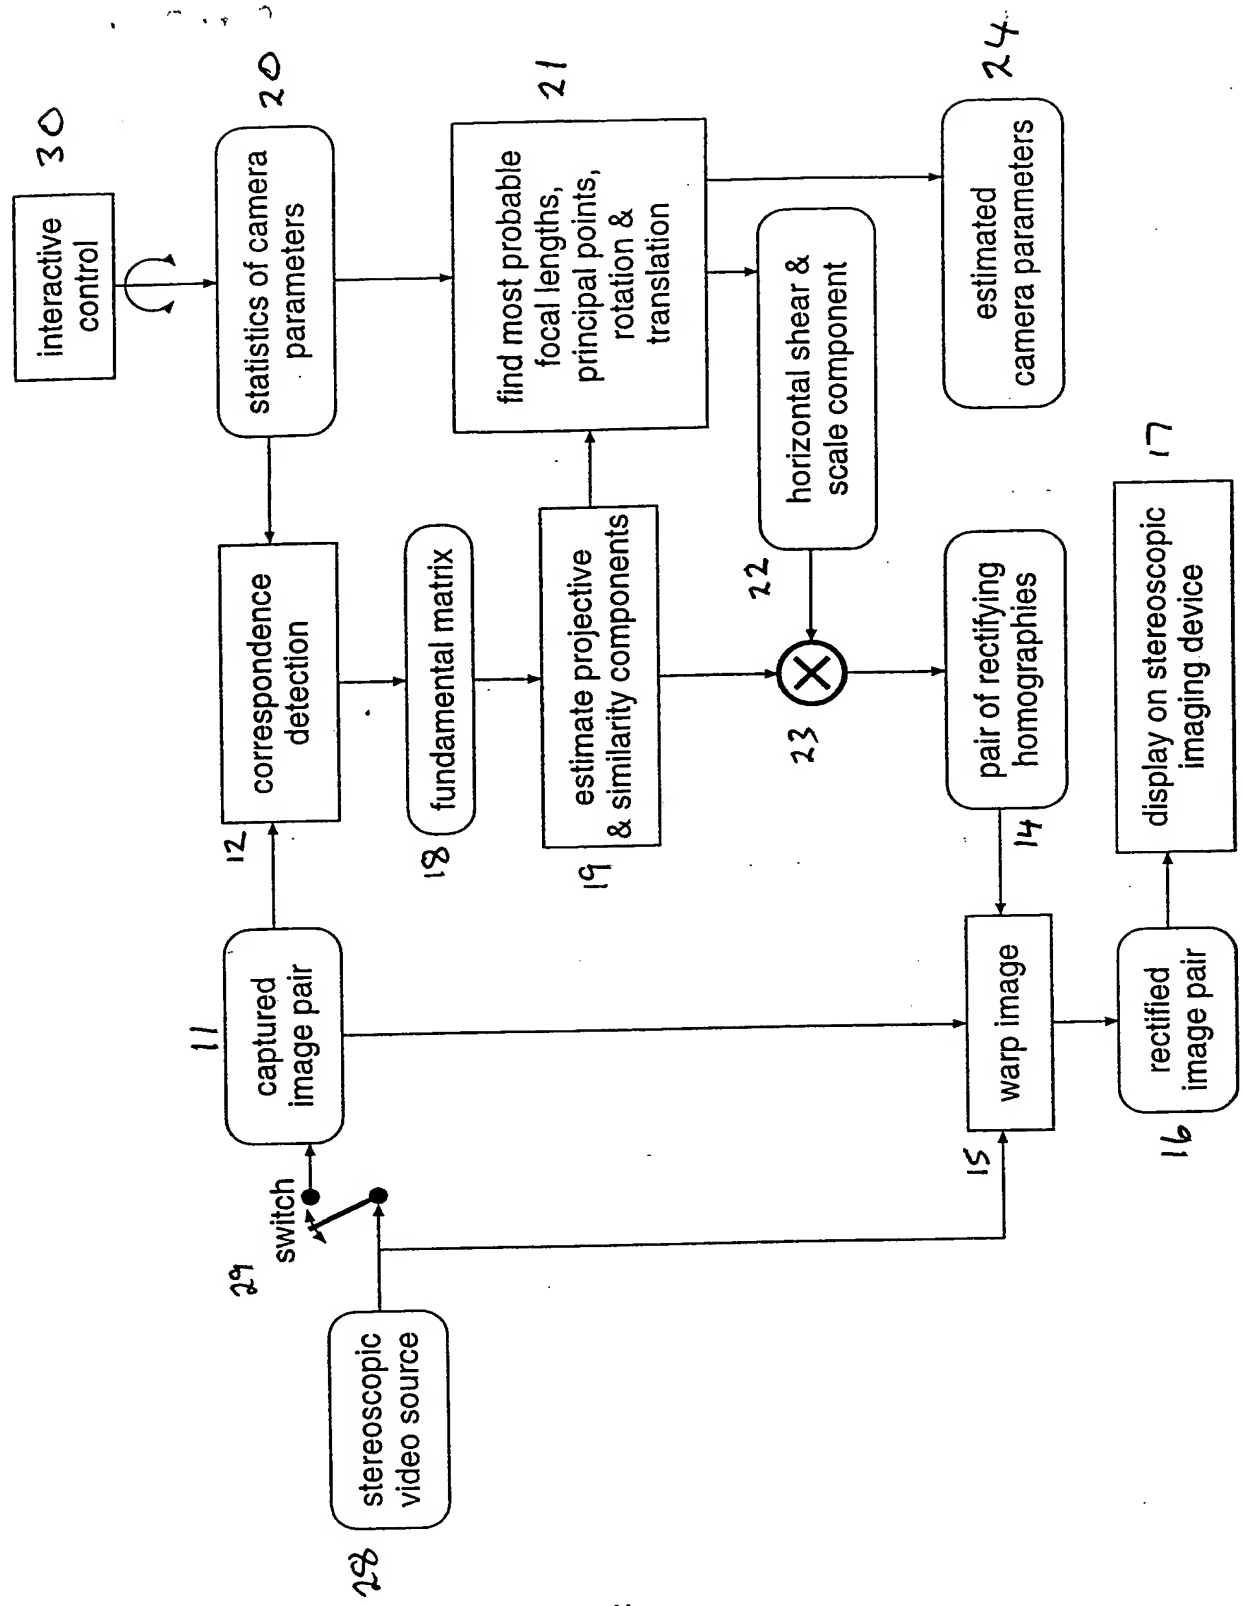 interactive
control
30
statistics of camera
parameters
20
find most probable
focal lengths,
principal points,
rotation &
translation
21
horizontal shear &
scale component
22
estimated
camera parameters
24
correspondence
detection
12
fundamental matrix
18
estimate projective
& similarity components
19
23
pair of rectifying
homographies
14
display on stereoscopic
imaging device
17
captured
image pair
11
switch
29
stereoscopic
video source
28
warp image
15
rectified
image pair
16